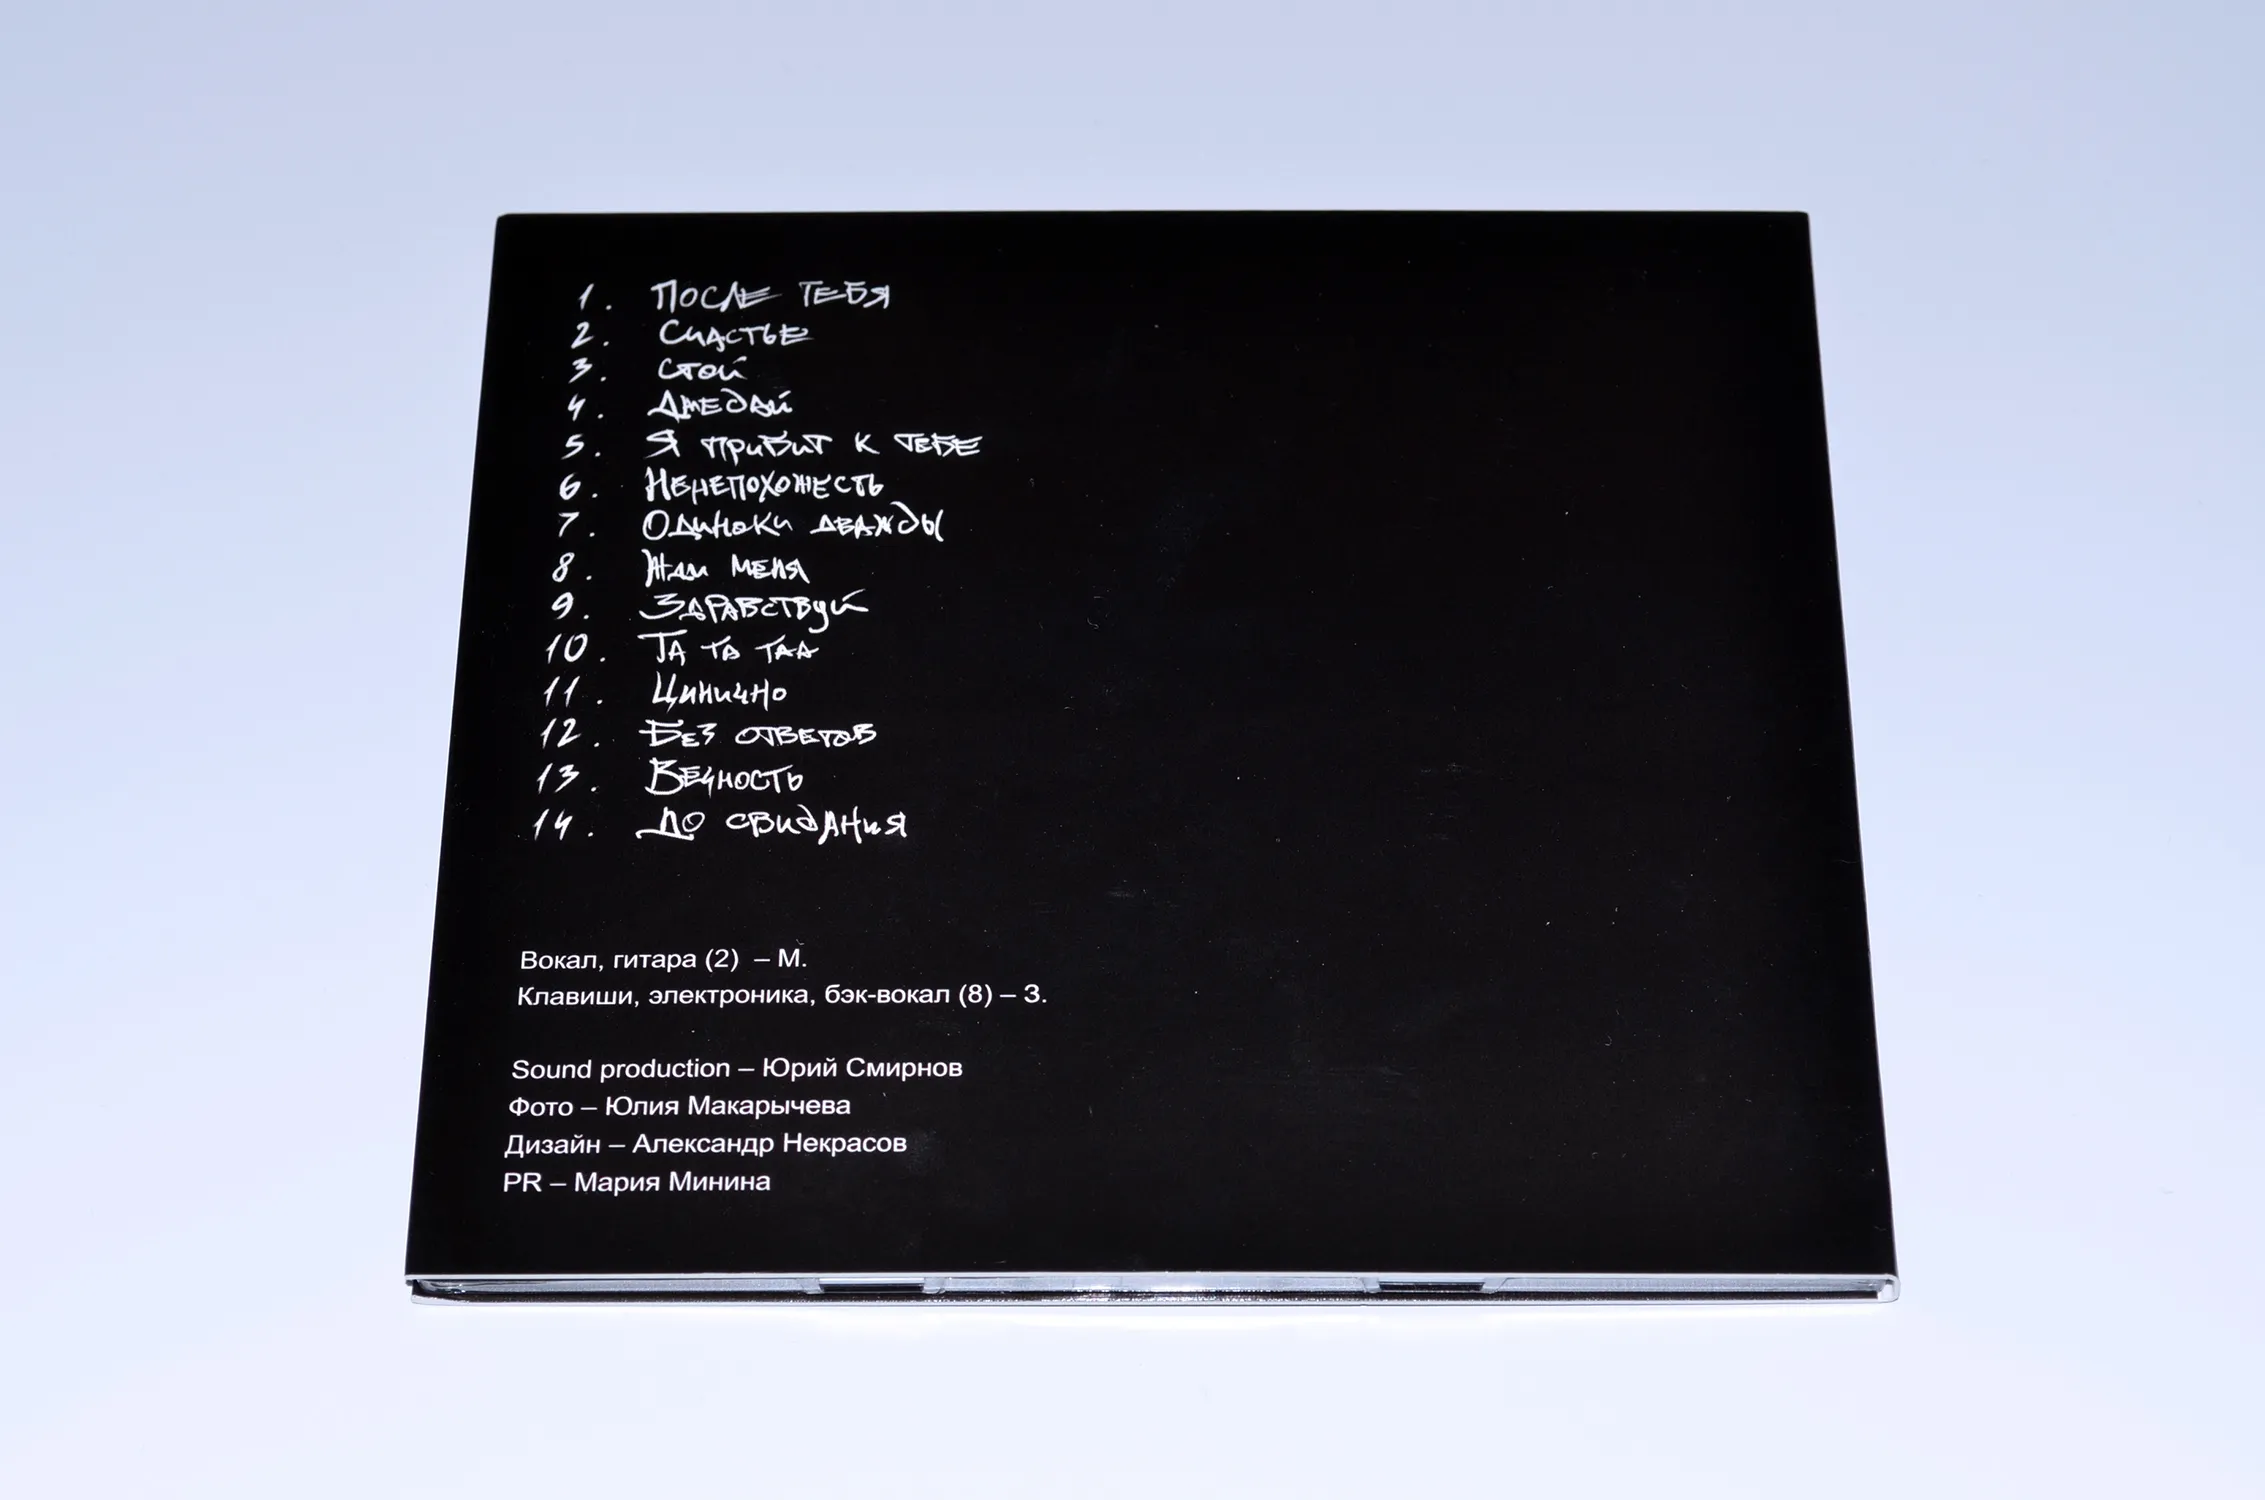 1. После тебя
2. Счастье
3. Стой
4. Джедай
5. Я привит к тебе
6. Ненепохожесть
7. Одиноки дважды
8. Жди меня
9. Здравствуй
10. Та та таа
11. Цинично
12. Без ответов
13. Вечность
14. До свидания
Вокал, гитара (2) – М.
Клавиши, электроника, бэк-вокал (8) – З.
Sound production – Юрий Смирнов
Фото – Юлия Макарычева
Дизайн – Александр Некрасов
PR – Мария Минина